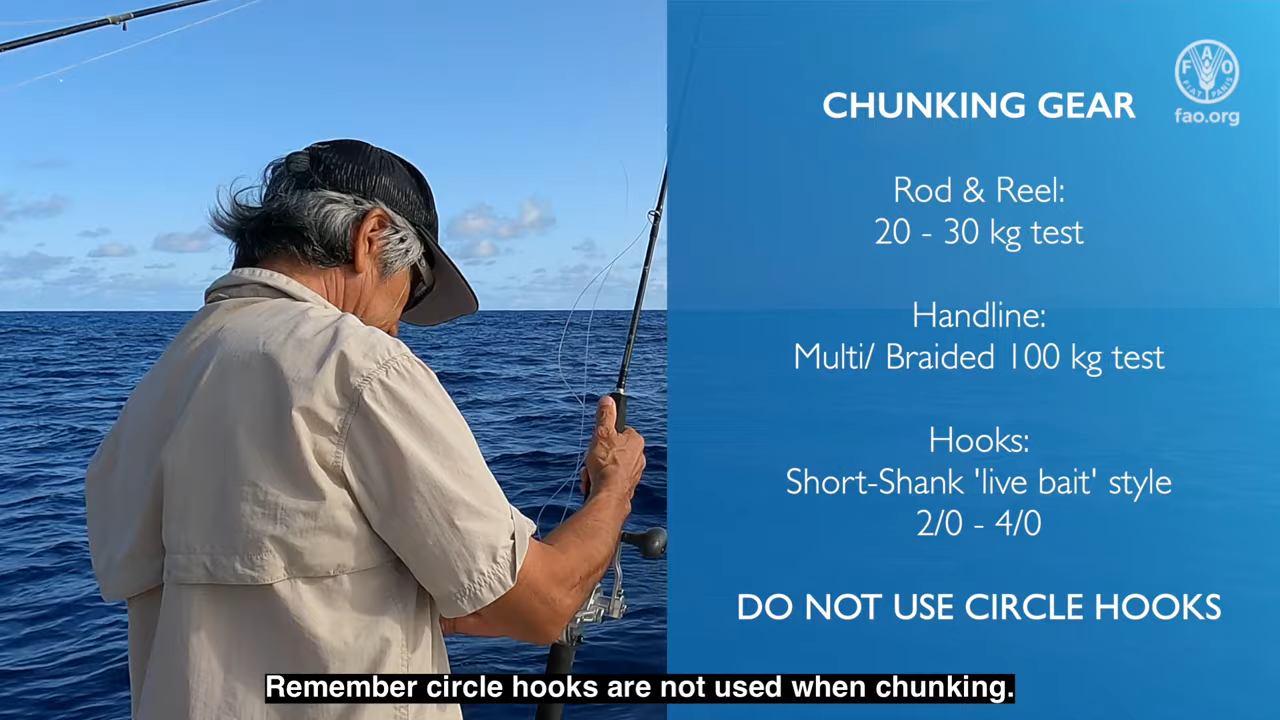 CHUNKING GEAR
FAO
FIAT PANIS
fao.org
Rod & Reel:
20 - 30 kg test
Handline:
Multi/ Braided 100 kg test
Hooks:
Short-Shank 'live bait' style
2/0 - 4/0
DO NOT USE CIRCLE HOOKS
Remember circle hooks are not used when chunking.